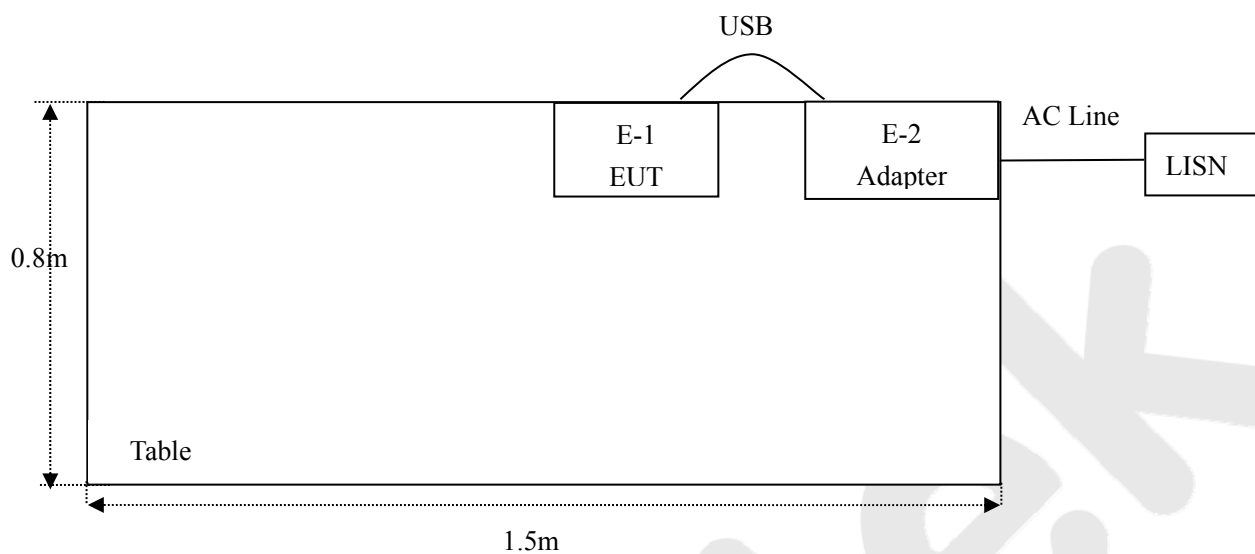 USB
E-1
EUT
E-2
Adapter
AC Line
LISN
0.8m
Table
1.5m